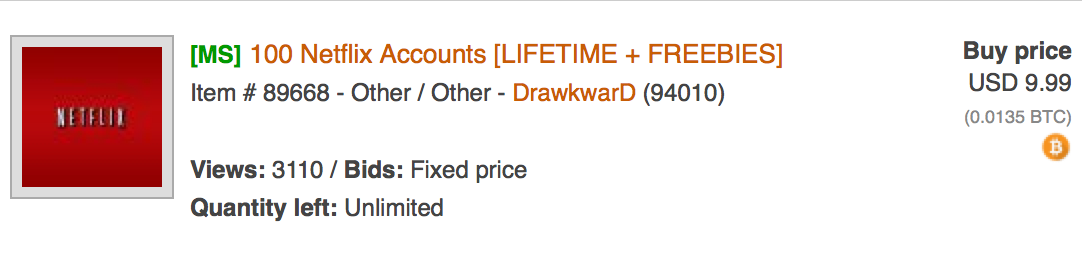 NETFLIX
[MS] 100 Netflix Accounts [LIFETIME + FREEBIES]
Item # 89668 - Other / Other - DrawkwarD (94010)
Views: 3110 / Bids: Fixed price
Quantity left: Unlimited
Buy price
USD 9.99
(0.0135 BTC)